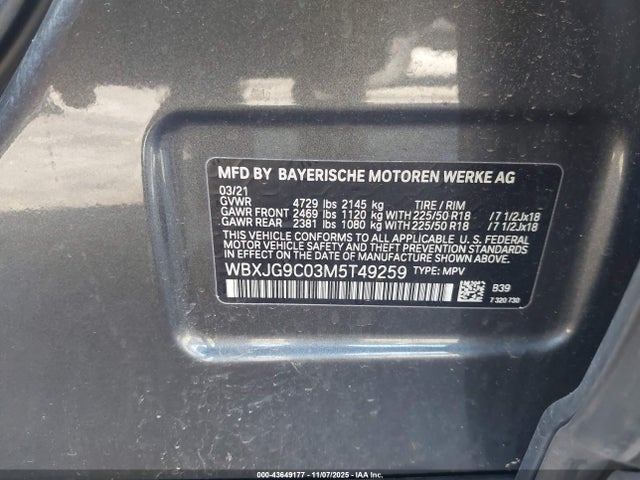 MFD BY BAYERISCHE MOTOREN WERKE AG
03/21
GVWR 4729 lbs 2145 kg TIRE / RIM
GAWR FRONT 2469 lbs 1120 kg WITH 225/50 R18 /7 1/2Jx18
GAWR REAR 2381 lbs 1080 kg WITH 225/50 R18 /7 1/2Jx18
THIS VEHICLE CONFORMS TO ALL APPLICABLE U. S. FEDERAL
MOTOR VEHICLE SAFETY, BUMPER, AND THEFT PREVENTION STANDARDS
IN EFFECT ON THE DATE OF MANUFACTURE SHOWN ABOVE.
WBXJG9C03M5T49259 TYPE: MPV
B39
7 320 730
000-43649177 - 11/07/2025 - IAA Inc.